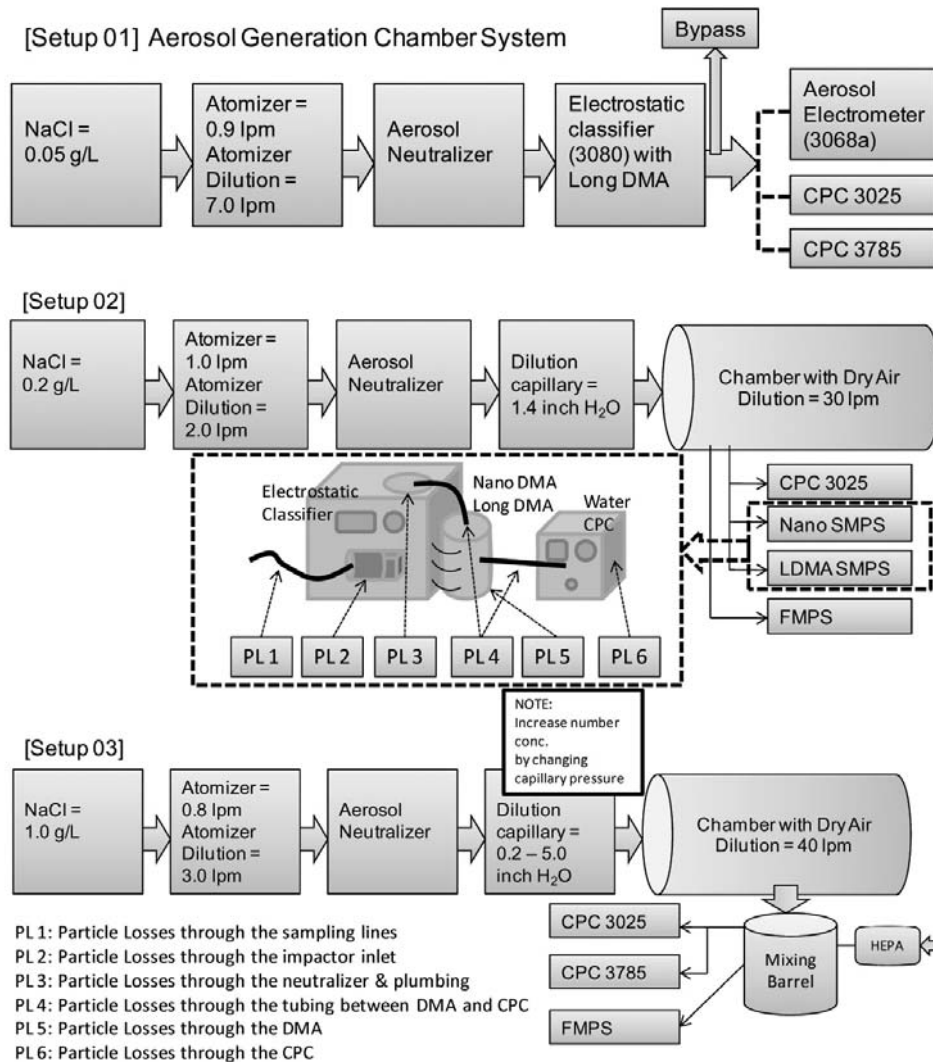 [Setup 01] Aerosol Generation Chamber System
Bypass
NaCl =
0.05 g/L
Atomizer =
0.9 lpm
Atomizer
Dilution =
7.0 lpm
Aerosol
Neutralizer
Electrostatic
classifier
(3080) with
Long DMA
Aerosol
Electrometer
(3068a)
CPC 3025
CPC 3785
[Setup 02]
NaCl =
0.2 g/L
Atomizer =
1.0 lpm
Atomizer
Dilution =
2.0 lpm
Aerosol
Neutralizer
Dilution
capillary =
1.4 inch H₂O
Chamber with Dry Air
Dilution = 30 lpm
CPC 3025
Nano SMPS
LDMA SMPS
FMPS
Electrostatic
Classifier
Nano DMA
Long DMA
Water
CPC
PL 1
PL 2
PL 3
PL 4
PL 5
PL 6
NOTE:
Increase number
conc.
by changing
capillary pressure
[Setup 03]
NaCl =
1.0 g/L
Atomizer =
0.8 lpm
Atomizer
Dilution =
3.0 lpm
Aerosol
Neutralizer
Dilution
capillary =
0.2 – 5.0
inch H₂O
Chamber with Dry Air
Dilution = 40 lpm
CPC 3025
CPC 3785
FMPS
Mixing
Barrel
HEPA
PL 1: Particle Losses through the sampling lines
PL 2: Particle Losses through the impactor inlet
PL 3: Particle Losses through the neutralizer & plumbing
PL 4: Particle Losses through the tubing between DMA and CPC
PL 5: Particle Losses through the DMA
PL 6: Particle Losses through the CPC